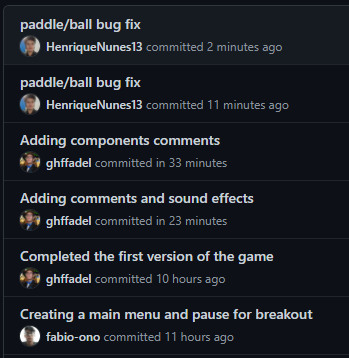 paddle/ball bug fix
HenriqueNunes13 committed 2 minutes ago
paddle/ball bug fix
HenriqueNunes13 committed 11 minutes ago
Adding components comments
ghffadel committed in 33 minutes
Adding comments and sound effects
ghffadel committed in 23 minutes
Completed the first version of the game
ghffadel committed 10 hours ago
Creating a main menu and pause for breakout
fabio-ono committed 11 hours ago